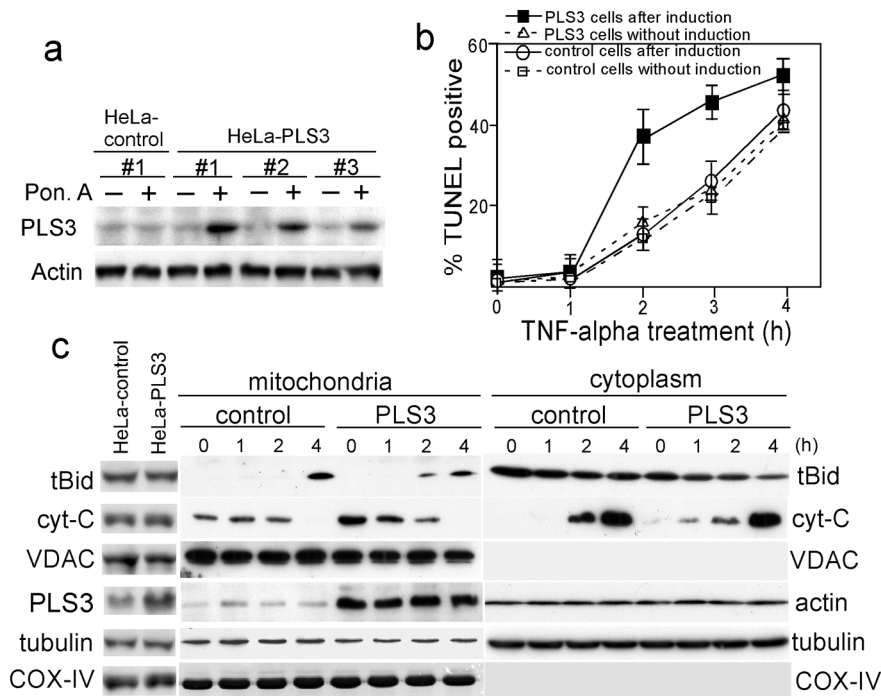 a
HeLa-
control
HeLa-PLS3
#1 #1 #2 #3
Pon. A − + − + − + − +
PLS3
Actin
b
PLS3 cells after induction
PLS3 cells without induction
control cells after induction
control cells without induction
60
40
20
% TUNEL positive
0 1 2 3 4
TNF-alpha treatment (h)
c
HeLa-control
HeLa-PLS3
mitochondria cytoplasm
control PLS3 control PLS3
0 1 2 4 0 1 2 4 0 1 2 4 0 1 2 4 (h)
tBid tBid
cyt-C cyt-C
VDAC VDAC
PLS3 actin
tubulin tubulin
COX-IV COX-IV